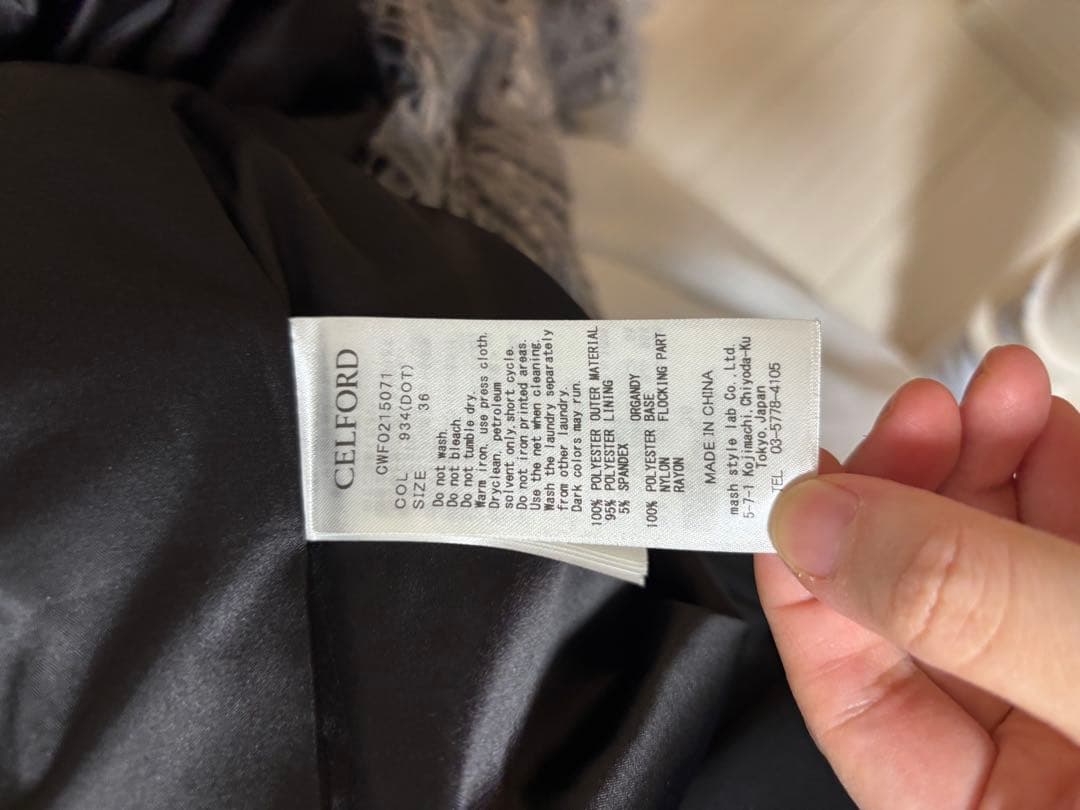 CELFORD
CWFO215071
COL 934(DOT)
SIZE 36
Do not wash.
Do not bleach.
Do not tumble dry.
Warm iron, use press cloth.
Dryclean, petroleum
solvent only, short cycle.
Do not iron printed areas.
Use the net when cleaning.
Wash the laundry separately
from other laundry.
Dark colors may run.
100% POLYESTER OUTER MATERIAL
95% POLYESTER LINING
5% SPANDEX
ORGANDY
100% POLYESTER BASE
NYLON FLOCKING PART
RAYON
MADE IN CHINA
mash style lab Co., Ltd.
5-7-1 Kojimachi, Chiyoda-Ku
Tokyo, Japan
TEL 03-5778-4105